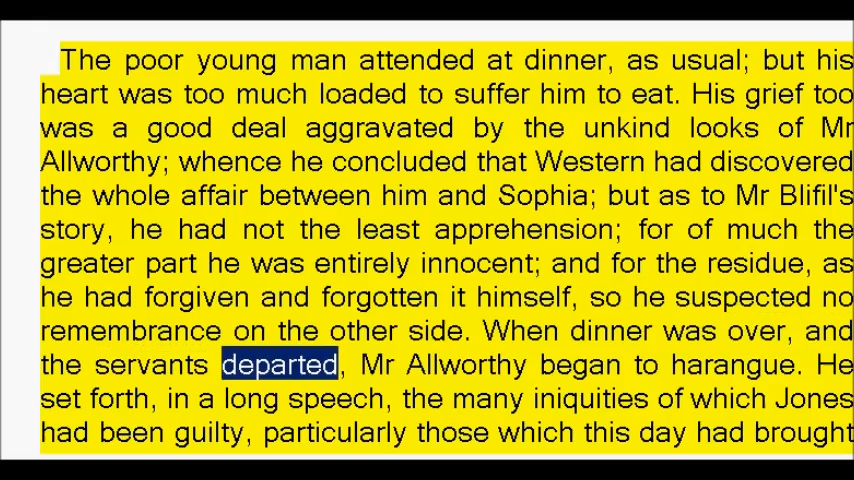 The poor young man attended at dinner, as usual; but his
heart was too much loaded to suffer him to eat. His grief too
was a good deal aggravated by the unkind looks of Mr
Allworthy; whence he concluded that Western had discovered
the whole affair between him and Sophia; but as to Mr Blifil's
story, he had not the least apprehension; for of much the
greater part he was entirely innocent; and for the residue, as
he had forgiven and forgotten it himself, so he suspected no
remembrance on the other side. When dinner was over, and
the servants departed, Mr Allworthy began to harangue. He
set forth, in a long speech, the many iniquities of which Jones
had been guilty, particularly those which this day had brought